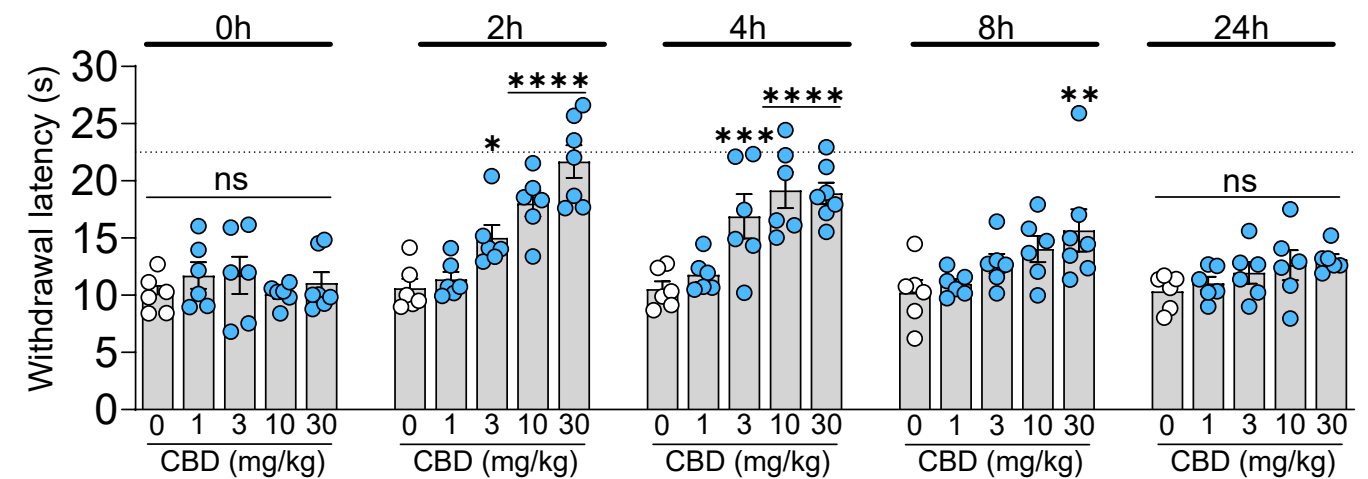 0h 2h 4h 8h 24h
Withdrawal latency (s)
30
25
20
15
10
5
0
ns * **** *** **** ** ns
0 1 3 10 30 0 1 3 10 30 0 1 3 10 30 0 1 3 10 30 0 1 3 10 30
CBD (mg/kg) CBD (mg/kg) CBD (mg/kg) CBD (mg/kg) CBD (mg/kg)